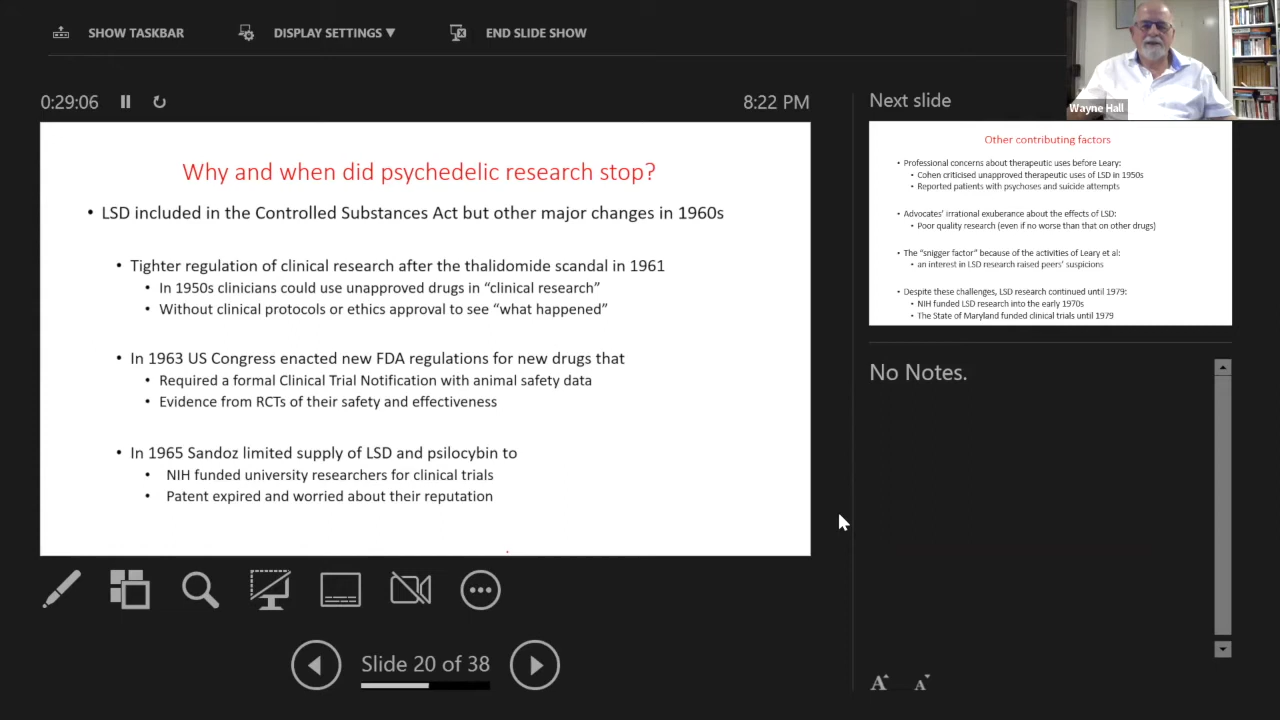 SHOW TASKBAR
DISPLAY SETTINGS ▼
END SLIDE SHOW
0:29:06
8:22 PM
Why and when did psychedelic research stop?
• LSD included in the Controlled Substances Act but other major changes in 1960s
• Tighter regulation of clinical research after the thalidomide scandal in 1961
• In 1950s clinicians could use unapproved drugs in “clinical research”
• Without clinical protocols or ethics approval to see “what happened”
• In 1963 US Congress enacted new FDA regulations for new drugs that
• Required a formal Clinical Trial Notification with animal safety data
• Evidence from RCTs of their safety and effectiveness
• In 1965 Sandoz limited supply of LSD and psilocybin to
• NIH funded university researchers for clinical trials
• Patent expired and worried about their reputation
Slide 20 of 38
Wayne Hall
Next slide
Other contributing factors
• Professional concerns about therapeutic uses before Leary:
• Cohen criticised unapproved therapeutic uses of LSD in 1950s
• Reported patients with psychoses and suicide attempts
• Advocates’ irrational exuberance about the effects of LSD:
• Poor quality research (even if no worse than that on other drugs)
• The “snigger factor” because of the activities of Leary et al:
• an interest in LSD research raised peers’ suspicions
• Despite these challenges, LSD research continued until 1979:
• NIH funded LSD research into the early 1970s
• The State of Maryland funded clinical trials until 1979
No Notes.
A A